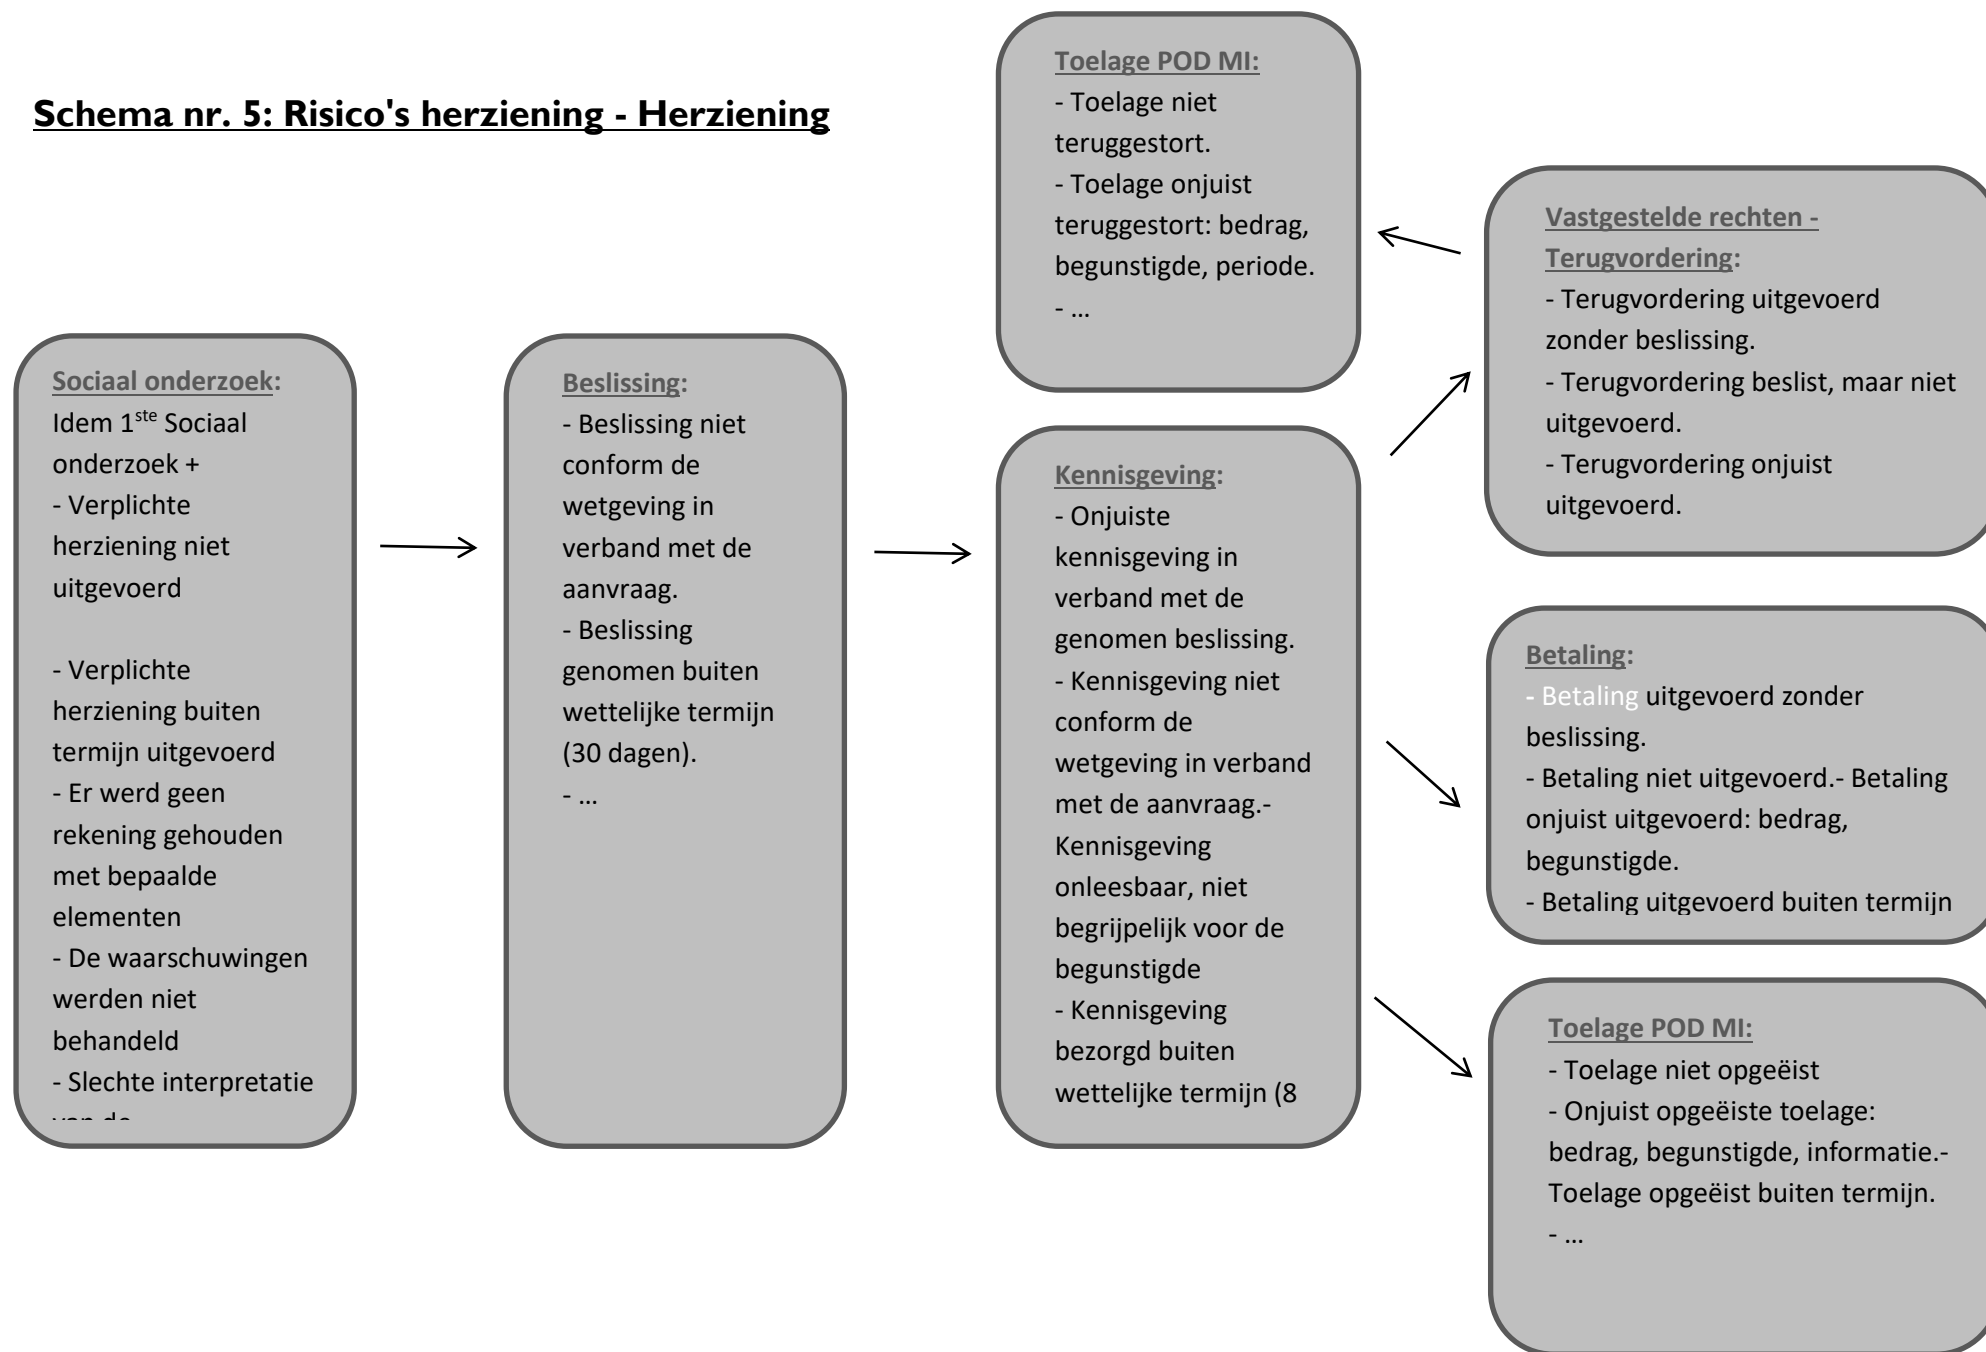 Schema nr. 5: Risico's herziening - Herziening
Sociaal onderzoek:
Idem 1ste Sociaal
onderzoek +
- Verplichte
herziening niet
uitgevoerd
- Verplichte
herziening buiten
termijn uitgevoerd
- Er werd geen
rekening gehouden
met bepaalde
elementen
- De waarschuwingen
werden niet
behandeld
- Slechte interpretatie
Beslissing:
- Beslissing niet
conform de
wetgeving in
verband met de
aanvraag.
- Beslissing
genomen buiten
wettelijke termijn
(30 dagen).
- ...
Toelage POD MI:
- Toelage niet
teruggestort.
- Toelage onjuist
teruggestort: bedrag,
begunstigde, periode.
- ...
Kennisgeving:
- Onjuiste
kennisgeving in
verband met de
genomen beslissing.
- Kennisgeving niet
conform de
wetgeving in verband
met de aanvraag.-
Kennisgeving
onleesbaar, niet
begrijpelijk voor de
begunstigde
- Kennisgeving
bezorgd buiten
wettelijke termijn (8
Vastgestelde rechten -
Terugvordering:
- Terugvordering uitgevoerd
zonder beslissing.
- Terugvordering beslist, maar niet
uitgevoerd.
- Terugvordering onjuist
uitgevoerd.
Betaling:
- Betaling uitgevoerd zonder
beslissing.
- Betaling niet uitgevoerd.- Betaling
onjuist uitgevoerd: bedrag,
begunstigde.
- Betaling uitgevoerd buiten termijn
Toelage POD MI:
- Toelage niet opgeëist
- Onjuist opgeëiste toelage:
bedrag, begunstigde, informatie.-
Toelage opgeëist buiten termijn.
- ...